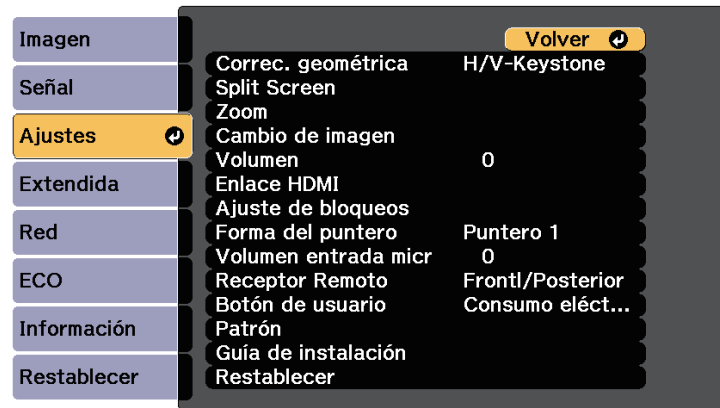 Imagen
Señal
Ajustes
Extendida
Red
ECO
Información
Restablecer
Volver
Correc. geométrica H/V-Keystone
Split Screen
Zoom
Cambio de imagen
Volumen 0
Enlace HDMI
Ajuste de bloqueos
Forma del puntero Puntero 1
Volumen entrada micr 0
Receptor Remoto Frontl/Posterior
Botón de usuario Consumo eléct...
Patrón
Guía de instalación
Restablecer